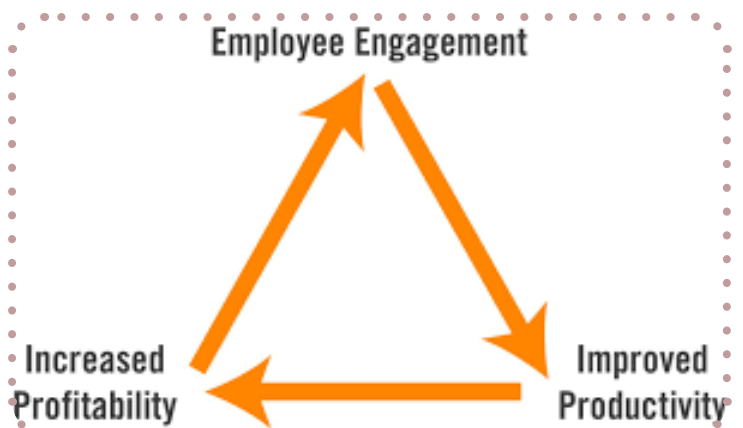 Employee Engagement
Increased
Profitability
Improved
Productivity